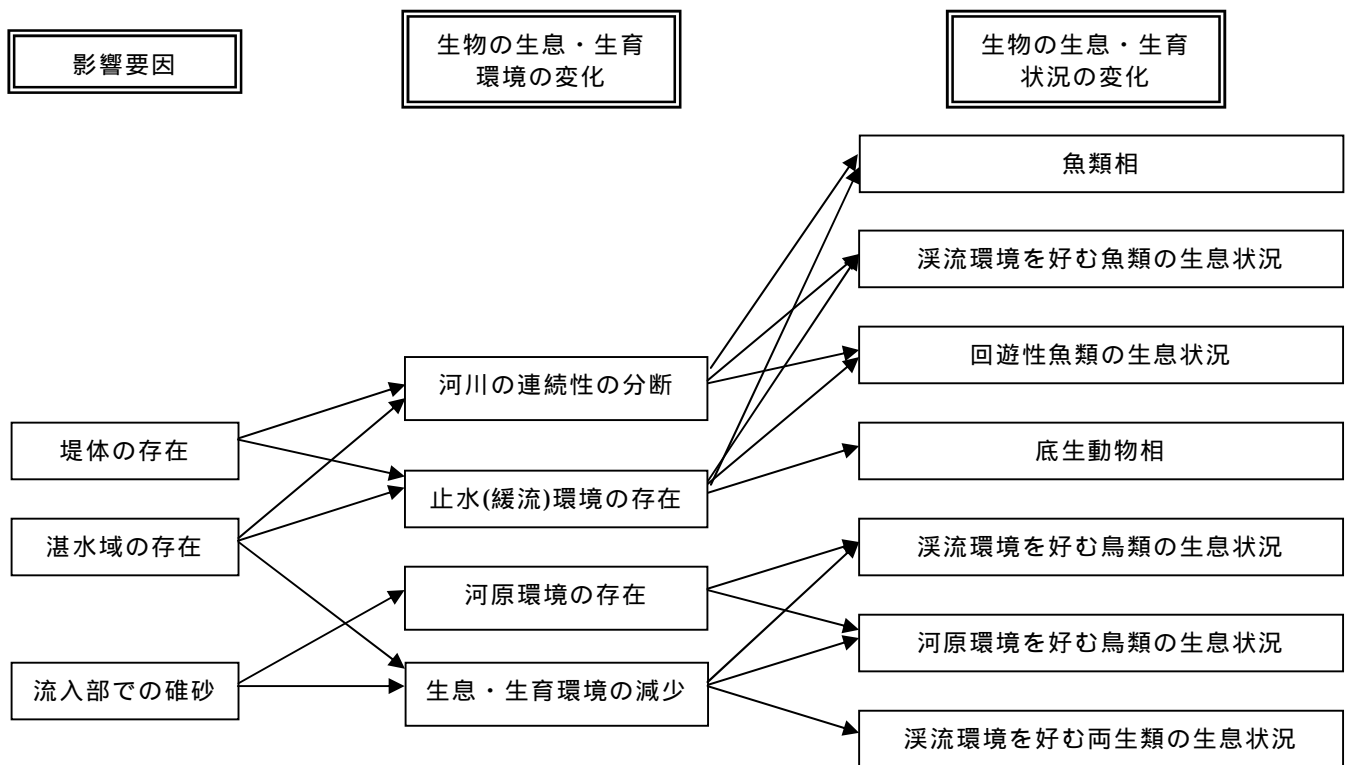 影響要因
生物の生息・生育
環境の変化
生物の生息・生育
状況の変化
魚類相
渓流環境を好む魚類の生息状況
回遊性魚類の生息状況
底生動物相
渓流環境を好む鳥類の生息状況
河原環境を好む鳥類の生息状況
渓流環境を好む両生類の生息状況
河川の連続性の分断
止水(緩流)環境の存在
河原環境の存在
生息・生育環境の減少
堤体の存在
湛水域の存在
流入部での碓砂